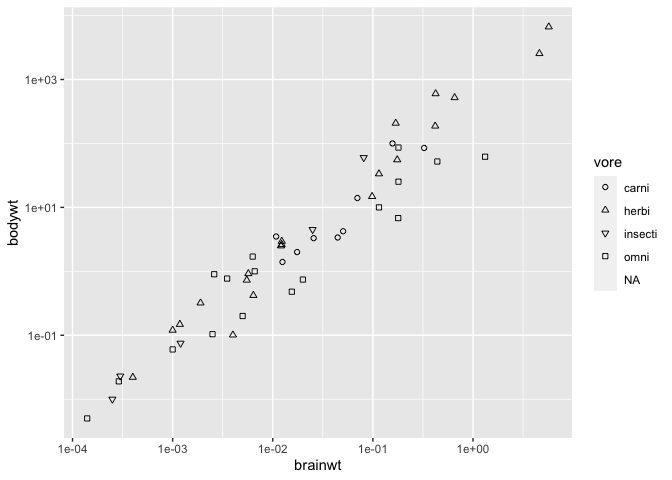 1e+03
1e+01
1e-01
bodywt
1e-04 1e-03 1e-02 1e-01 1e+00
brainwt
vore
carni
herbi
insecti
omni
NA